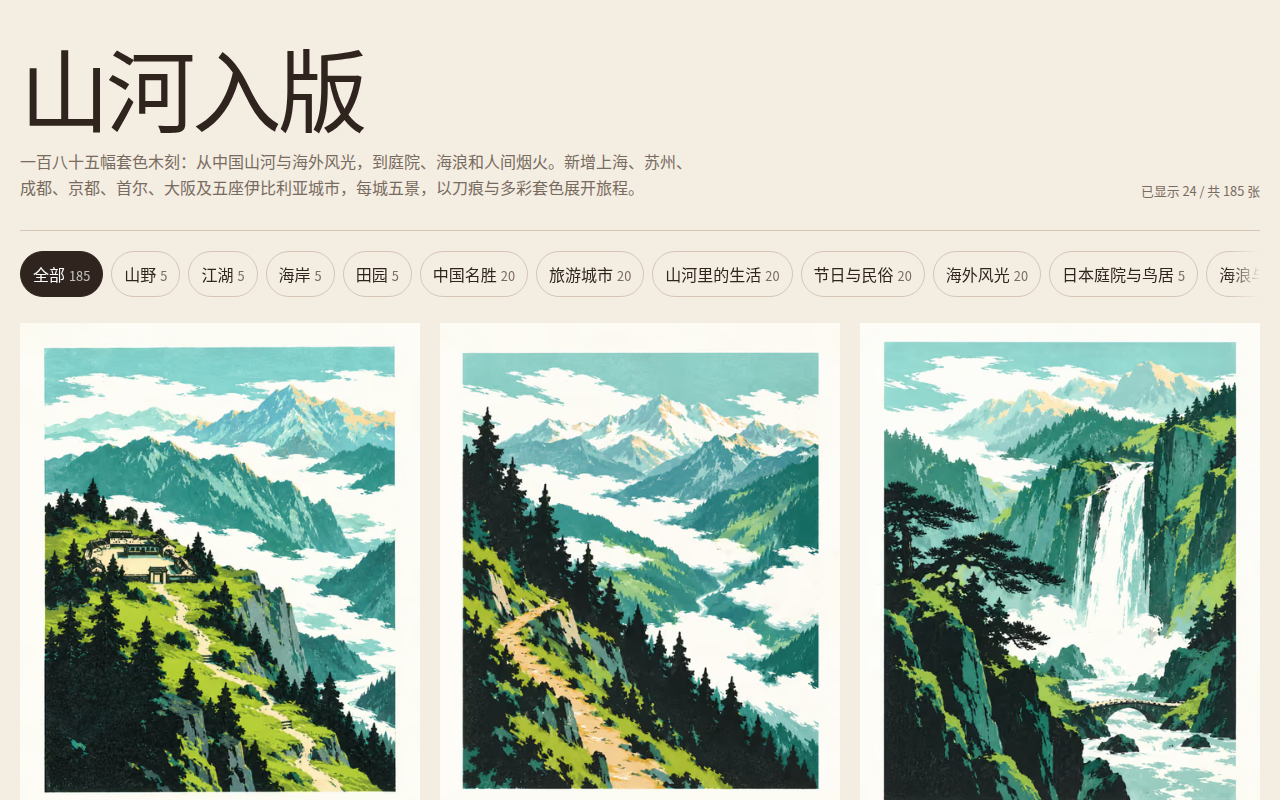 山河入版
一百八十五幅套色木刻：从中国山河与海外风光，到庭院、海浪和人间烟火。新增上海、苏州、
成都、京都、首尔、大阪及五座伊比利亚城市，每城五景，以刀痕与多彩套色展开旅程。
已显示 24 / 共 185 张
全部 185 山野 5 江湖 5 海岸 5 田园 5 中国名胜 20 旅游城市 20 山河里的生活 20 节日与民俗 20 海外风光 20 日本庭院与鸟居 5 海浪